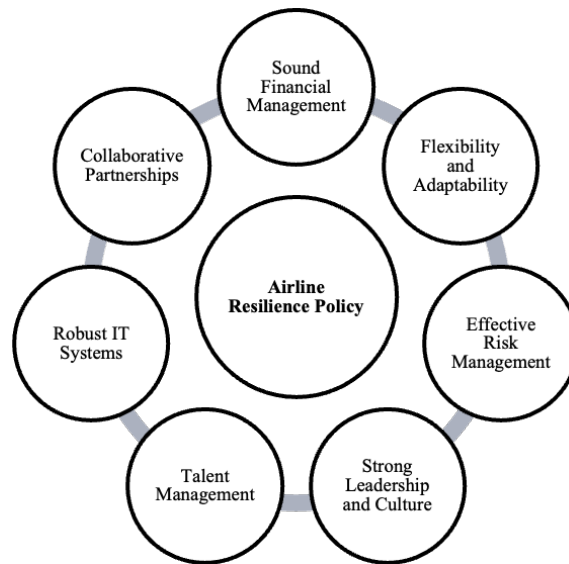 Sound
Financial
Management
Flexibility
and
Adaptability
Effective
Risk
Management
Strong
Leadership
and Culture
Talent
Management
Robust IT
Systems
Collaborative
Partnerships
Airline
Resilience Policy